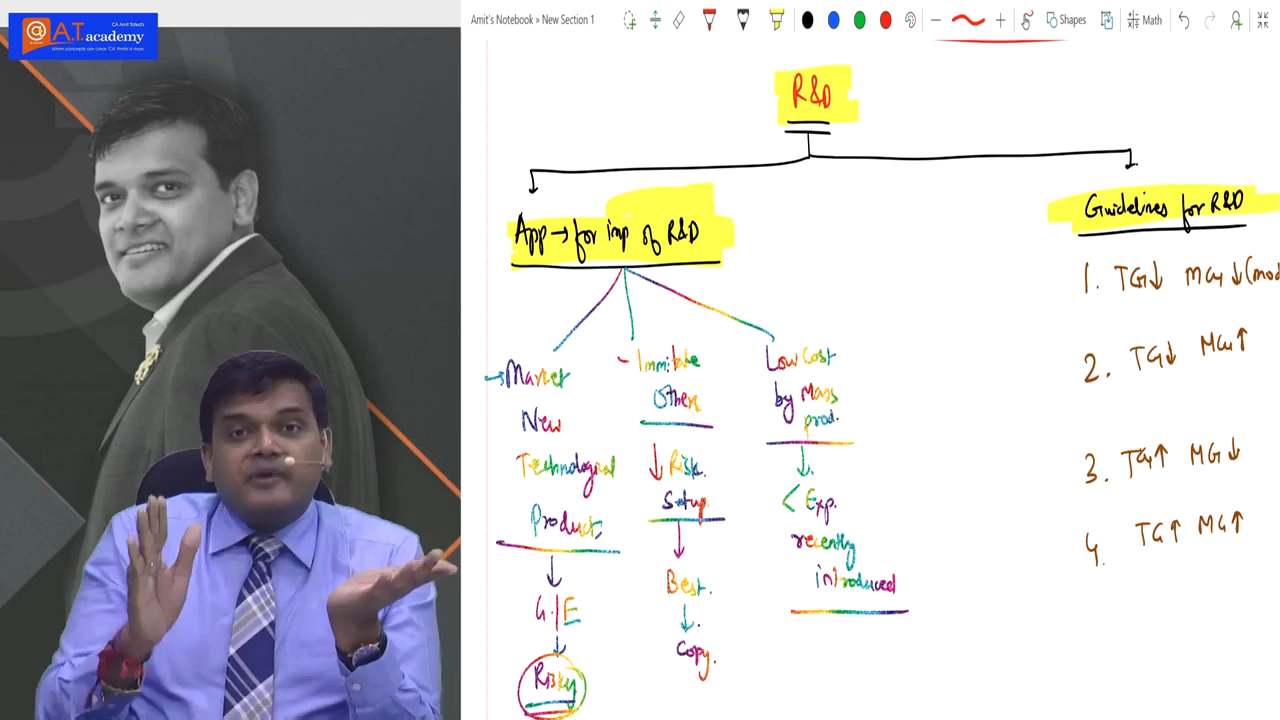 @ A.T. academy
Amit's Notebook > New Section 1
Shapes
Math
R&D
App → for imp of R&D
Guidelines for R&D
→ Market
New
Technological
Product
↓
G/E
↓
Risky
- Immitate
Others
↓ Risk
Setup
↓
Best.
↓
Copy.
Low Cost
by Mass
prod.
↓
< Exp.
recently
introduced
1. TG↓ MG↓ (mod
2. TG↓ MG↑
3. TG↑ MG↓
4. TG↑ MG↑